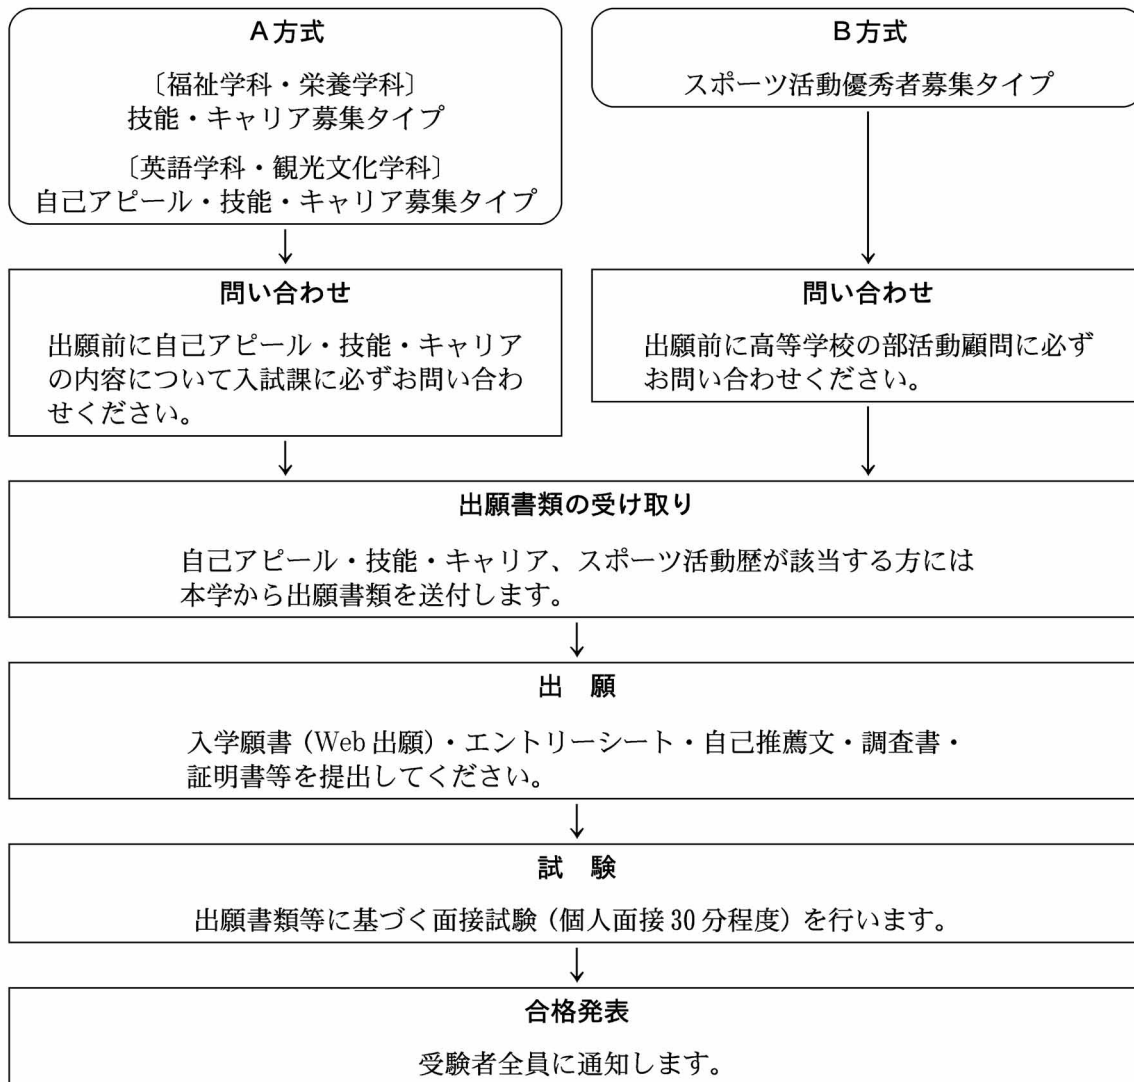 A方式
〔福祉学科・栄養学科〕
技能・キャリア募集タイプ
〔英語学科・観光文化学科〕
自己アピール・技能・キャリア募集タイプ
B方式
スポーツ活動優秀者募集タイプ
問い合わせ
出願前に自己アピール・技能・キャリア
の内容について入試課に必ずお問い合わ
せください。
問い合わせ
出願前に高等学校の部活動顧問に必ず
お問い合わせください。
出願書類の受け取り
自己アピール・技能・キャリア、スポーツ活動歴が該当する方には
本学から出願書類を送付します。
出　願
入学願書（Web 出願）・エントリーシート・自己推薦文・調査書・
証明書等を提出してください。
試　験
出願書類等に基づく面接試験（個人面接 30 分程度）を行います。
合格発表
受験者全員に通知します。